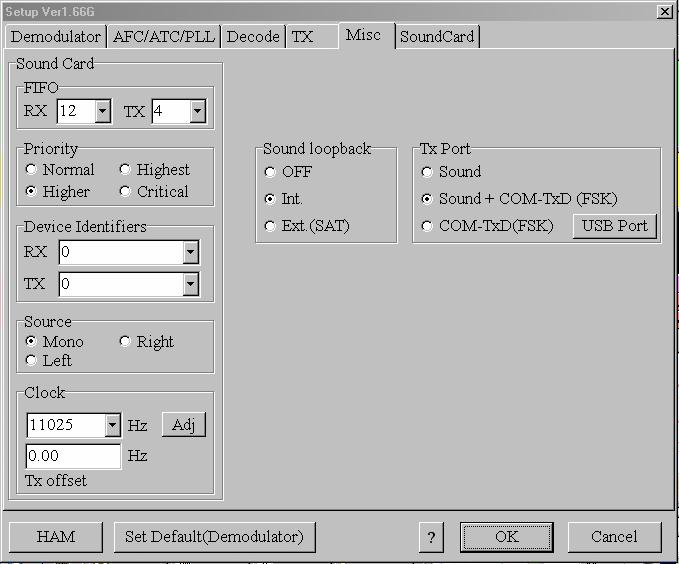 Setup Ver1.66G
Demodulator AFC/ATC/PLL Decode TX Misc SoundCard
Sound Card
FIFO
RX 12 TX 4
Priority
Normal Highest
Higher Critical
Device Identifiers
RX 0
TX 0
Source
Mono Right
Left
Clock
11025 Hz Adj
0.00 Hz
Tx offset
Sound loopback
OFF
Int.
Ext.(SAT)
Tx Port
Sound
Sound + COM-TxD (FSK)
COM-TxD(FSK) USB Port
HAM Set Default(Demodulator) ? OK Cancel